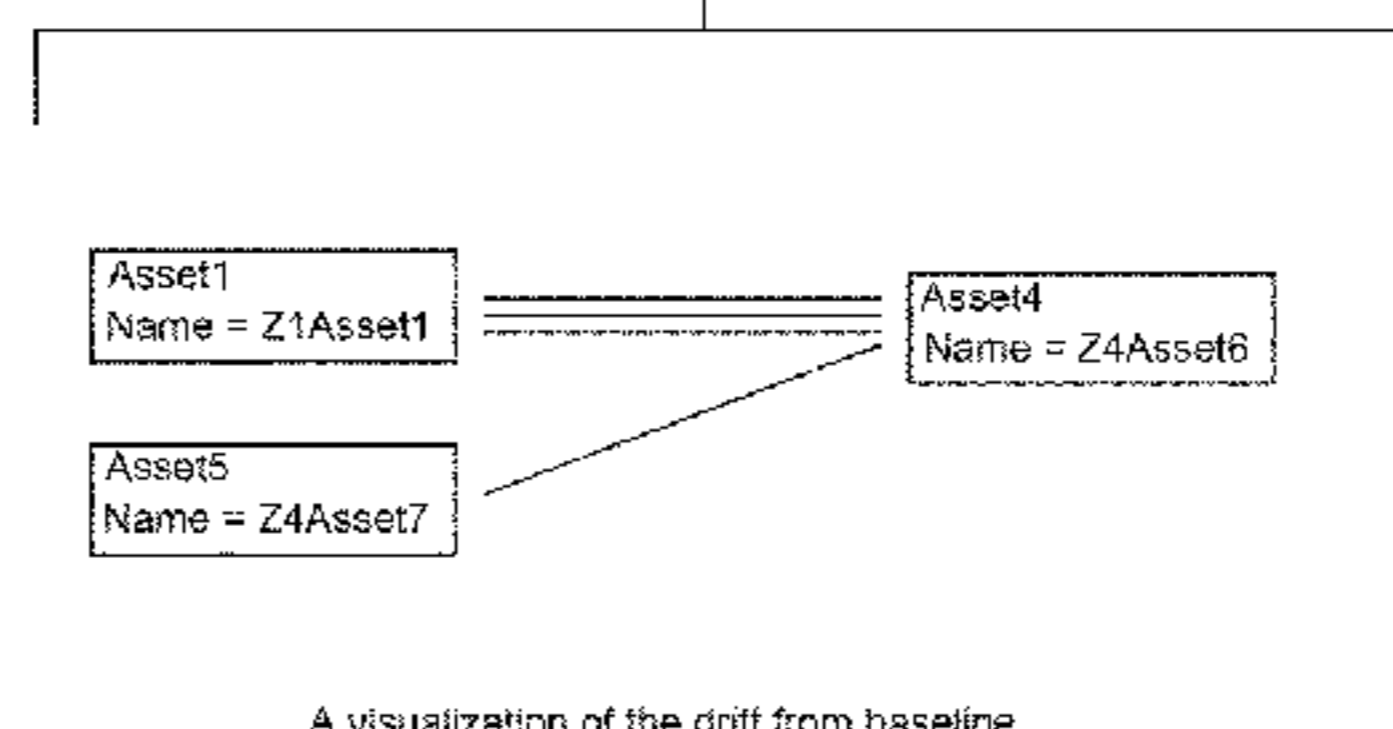 Asset1
Name = Z1Asset1
Asset4
Name = Z4Asset6
Asset5
Name = Z4Asset7
A visualization of the drift from baseline